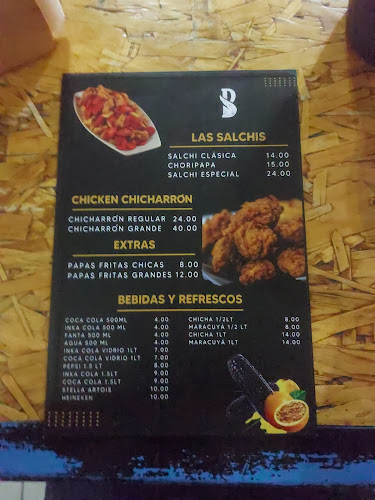 LAS SALCHIS
SALCHI CLÁSICA 14.00
CHORIPAPA 15.00
SALCHI ESPECIAL 24.00
CHICKEN CHICHARRÓN
CHICHARRÓN REGULAR 24.00
CHICHARRÓN GRANDE 40.00
EXTRAS
PAPAS FRITAS CHICAS 8.00
PAPAS FRITAS GRANDES 12.00
BEBIDAS Y REFRESCOS
COCA COLA 500ML 4.00
INKA COLA 500 ML 4.00
FANTA 500 ML 4.00
AGUA 500 ML 4.00
INKA COLA VIDRIO 1LT 7.00
COCA COLA VIDRIO 1LT 7.00
PEPSI 1.5 LT 8.00
INKA COLA 1.5LT 9.00
COCA COLA 1.5LT 9.00
STELLA ARTOIS 10.00
HEINEKEN 10.00
CHICHA 1/2LT 8.00
MARACUYÁ 1/2 LT 8.00
CHICHA 1LT 14.00
MARACUYÁ 1LT 14.00